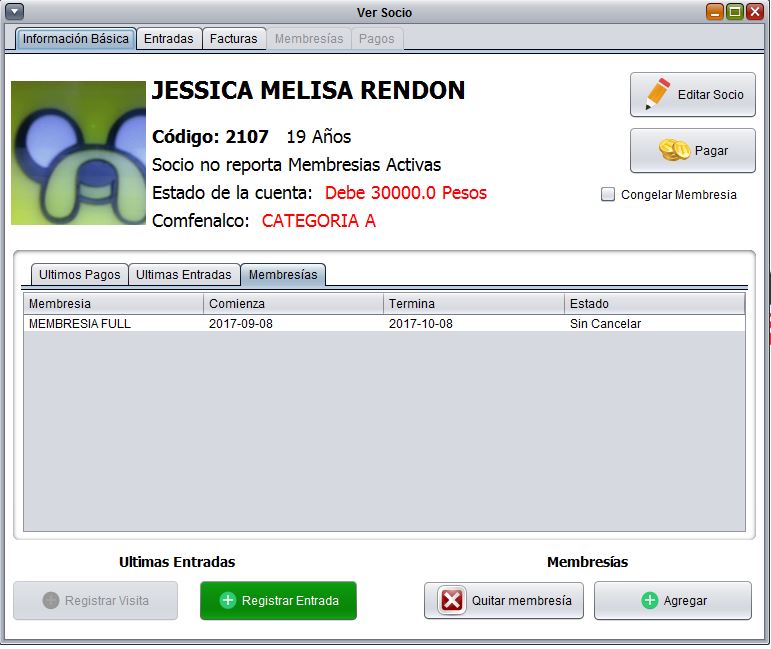 Ver Socio
Información Básica Entradas Facturas Membresías Pagos
JESSICA MELISA RENDON
Editar Socio
Código: 2107 19 Años
Pagar
Socio no reporta Membresias Activas
Estado de la cuenta: Debe 30000.0 Pesos
Congelar Membresia
Comfenalco: CATEGORIA A
Ultimos Pagos Ultimas Entradas Membresías
Membresia Comienza Termina Estado
MEMBRESIA FULL 2017-09-08 2017-10-08 Sin Cancelar
Ultimas Entradas Membresías
Registrar Visita Registrar Entrada Quitar membresía Agregar